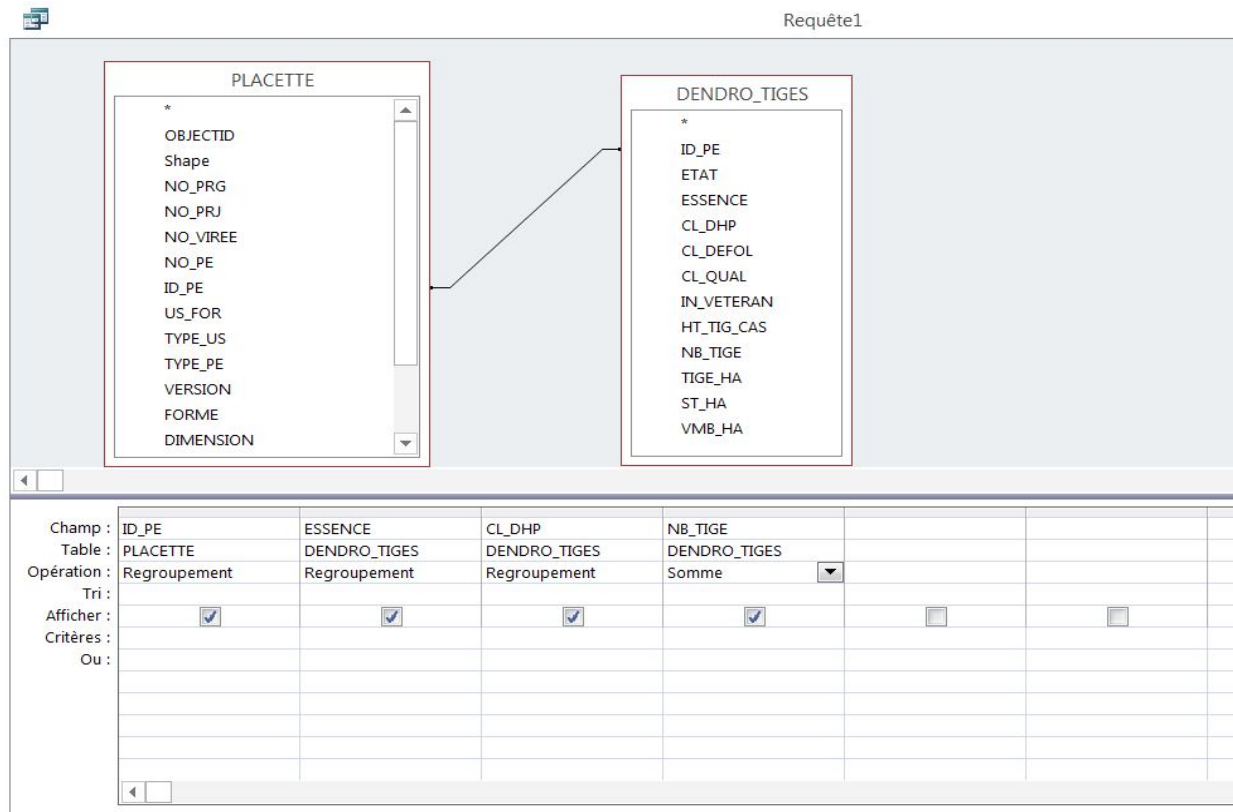 Requête1
PLACETTE
*
OBJECTID
Shape
NO_PRG
NO_PRJ
NO_VIREE
NO_PE
ID_PE
US_FOR
TYPE_US
TYPE_PE
VERSION
FORME
DIMENSION
DENDRO_TIGES
*
ID_PE
ETAT
ESSENCE
CL_DHP
CL_DEFOL
CL_QUAL
IN_VETERAN
HT_TIG_CAS
NB_TIGE
TIGE_HA
ST_HA
VMB_HA
Champ : ID_PE ESSENCE CL_DHP NB_TIGE
Table : PLACETTE DENDRO_TIGES DENDRO_TIGES DENDRO_TIGES
Opération : Regroupement Regroupement Regroupement Somme
Tri :
Afficher :
Critères :
Ou :